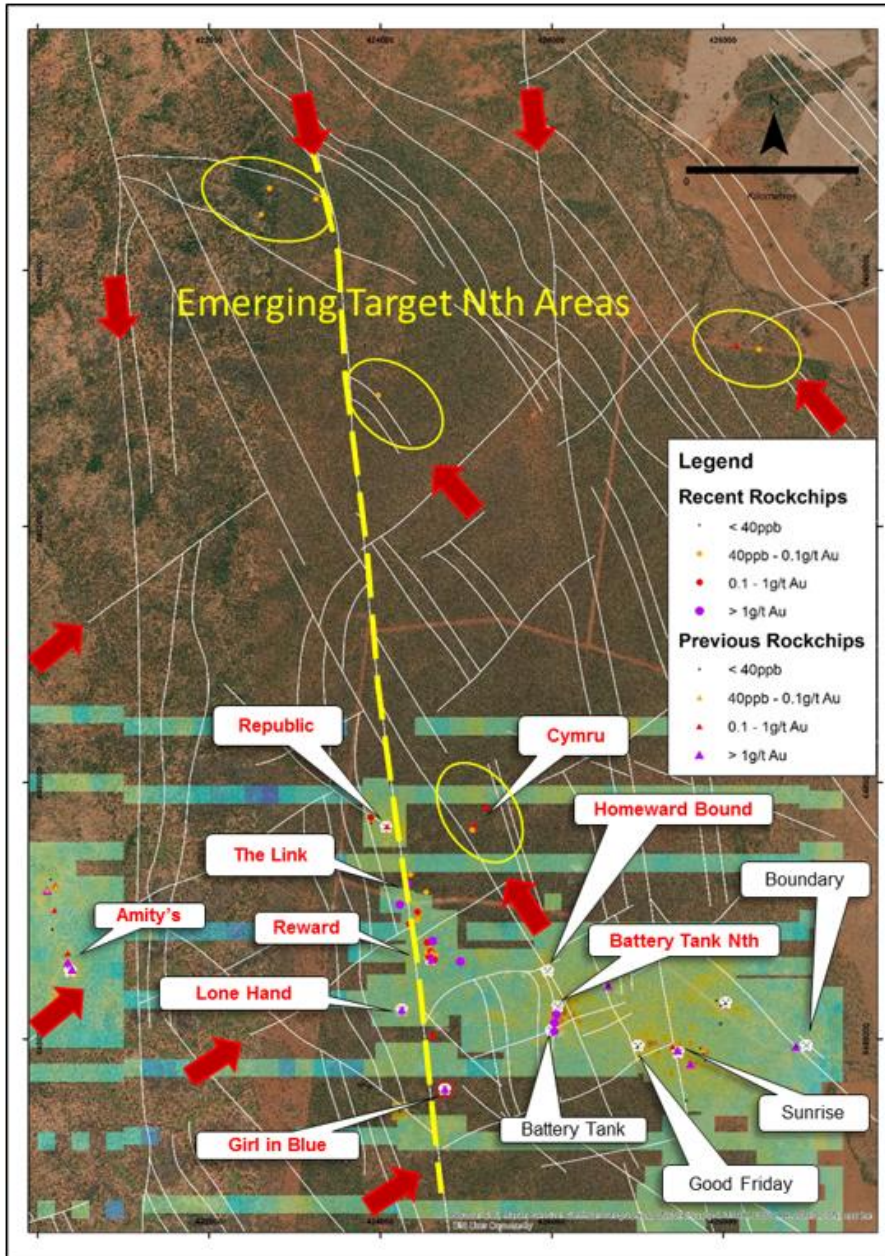 424000
N
0
Kilometres
Emerging Target Nth Areas
Legend
Recent Rockchips
< 40ppb
40ppb - 0.1g/t Au
0.1 - 1g/t Au
> 1g/t Au
Previous Rockchips
< 40ppb
40ppb - 0.1g/t Au
0.1 - 1g/t Au
> 1g/t Au
Republic
Cymru
Homeward Bound
The Link
Boundary
Amity's
Reward
Battery Tank Nth
Lone Hand
Sunrise
Battery Tank
Girl in Blue
Good Friday